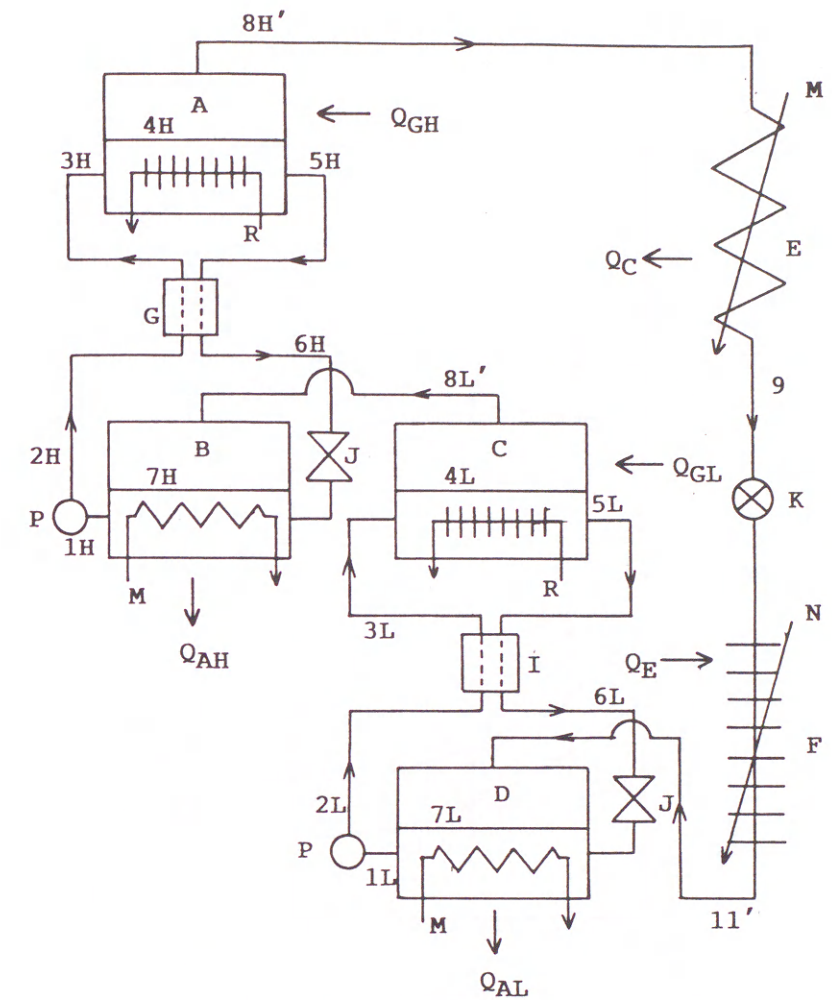 8H′
A
M
Q_GH
4H
3H
5H
R
E
Q_C
G
6H
8L′
9
B
J
C
2H
7H
4L
Q_GL
5L
P
K
1H
M
R
3L
N
Q_AH
I
Q_E
6L
F
D
2L
7L
J
P
1L
M
11′
Q_AL